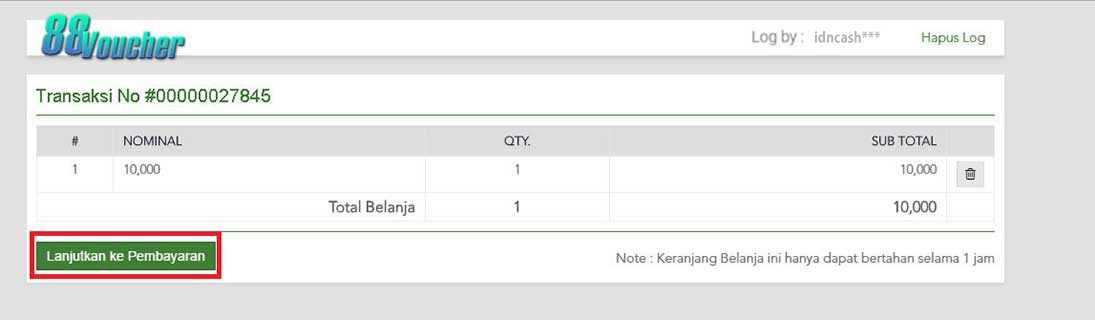 88Voucher
Log by : idncash***
Hapus Log
Transaksi No #00000027845
# NOMINAL QTY. SUB TOTAL
1 10,000 1 10,000
Total Belanja 1 10,000
Lanjutkan ke Pembayaran
Note : Keranjang Belanja ini hanya dapat bertahan selama 1 jam